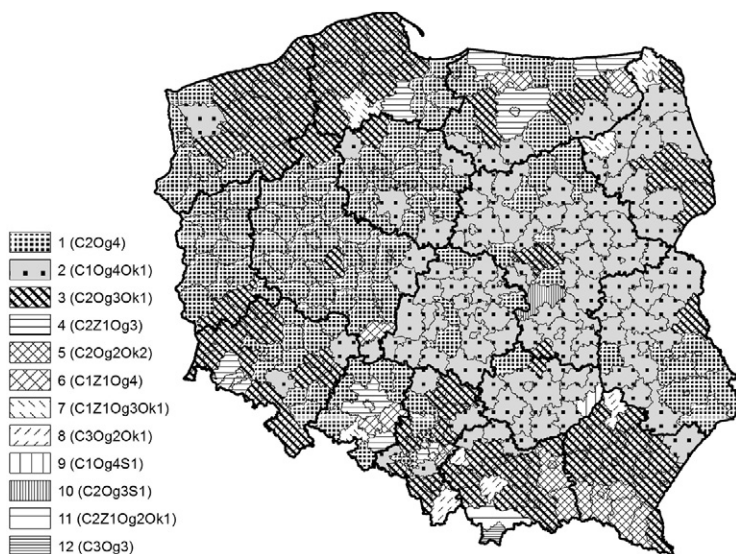 1 (C2Og4)
2 (C1Og4Ok1)
3 (C2Og3Ok1)
4 (C2Z1Og3)
5 (C2Og2Ok2)
6 (C1Z1Og4)
7 (C1Z1Og3Ok1)
8 (C3Og2Ok1)
9 (C1Og4S1)
10 (C2Og3S1)
11 (C2Z1Og2Ok1)
12 (C3Og3)